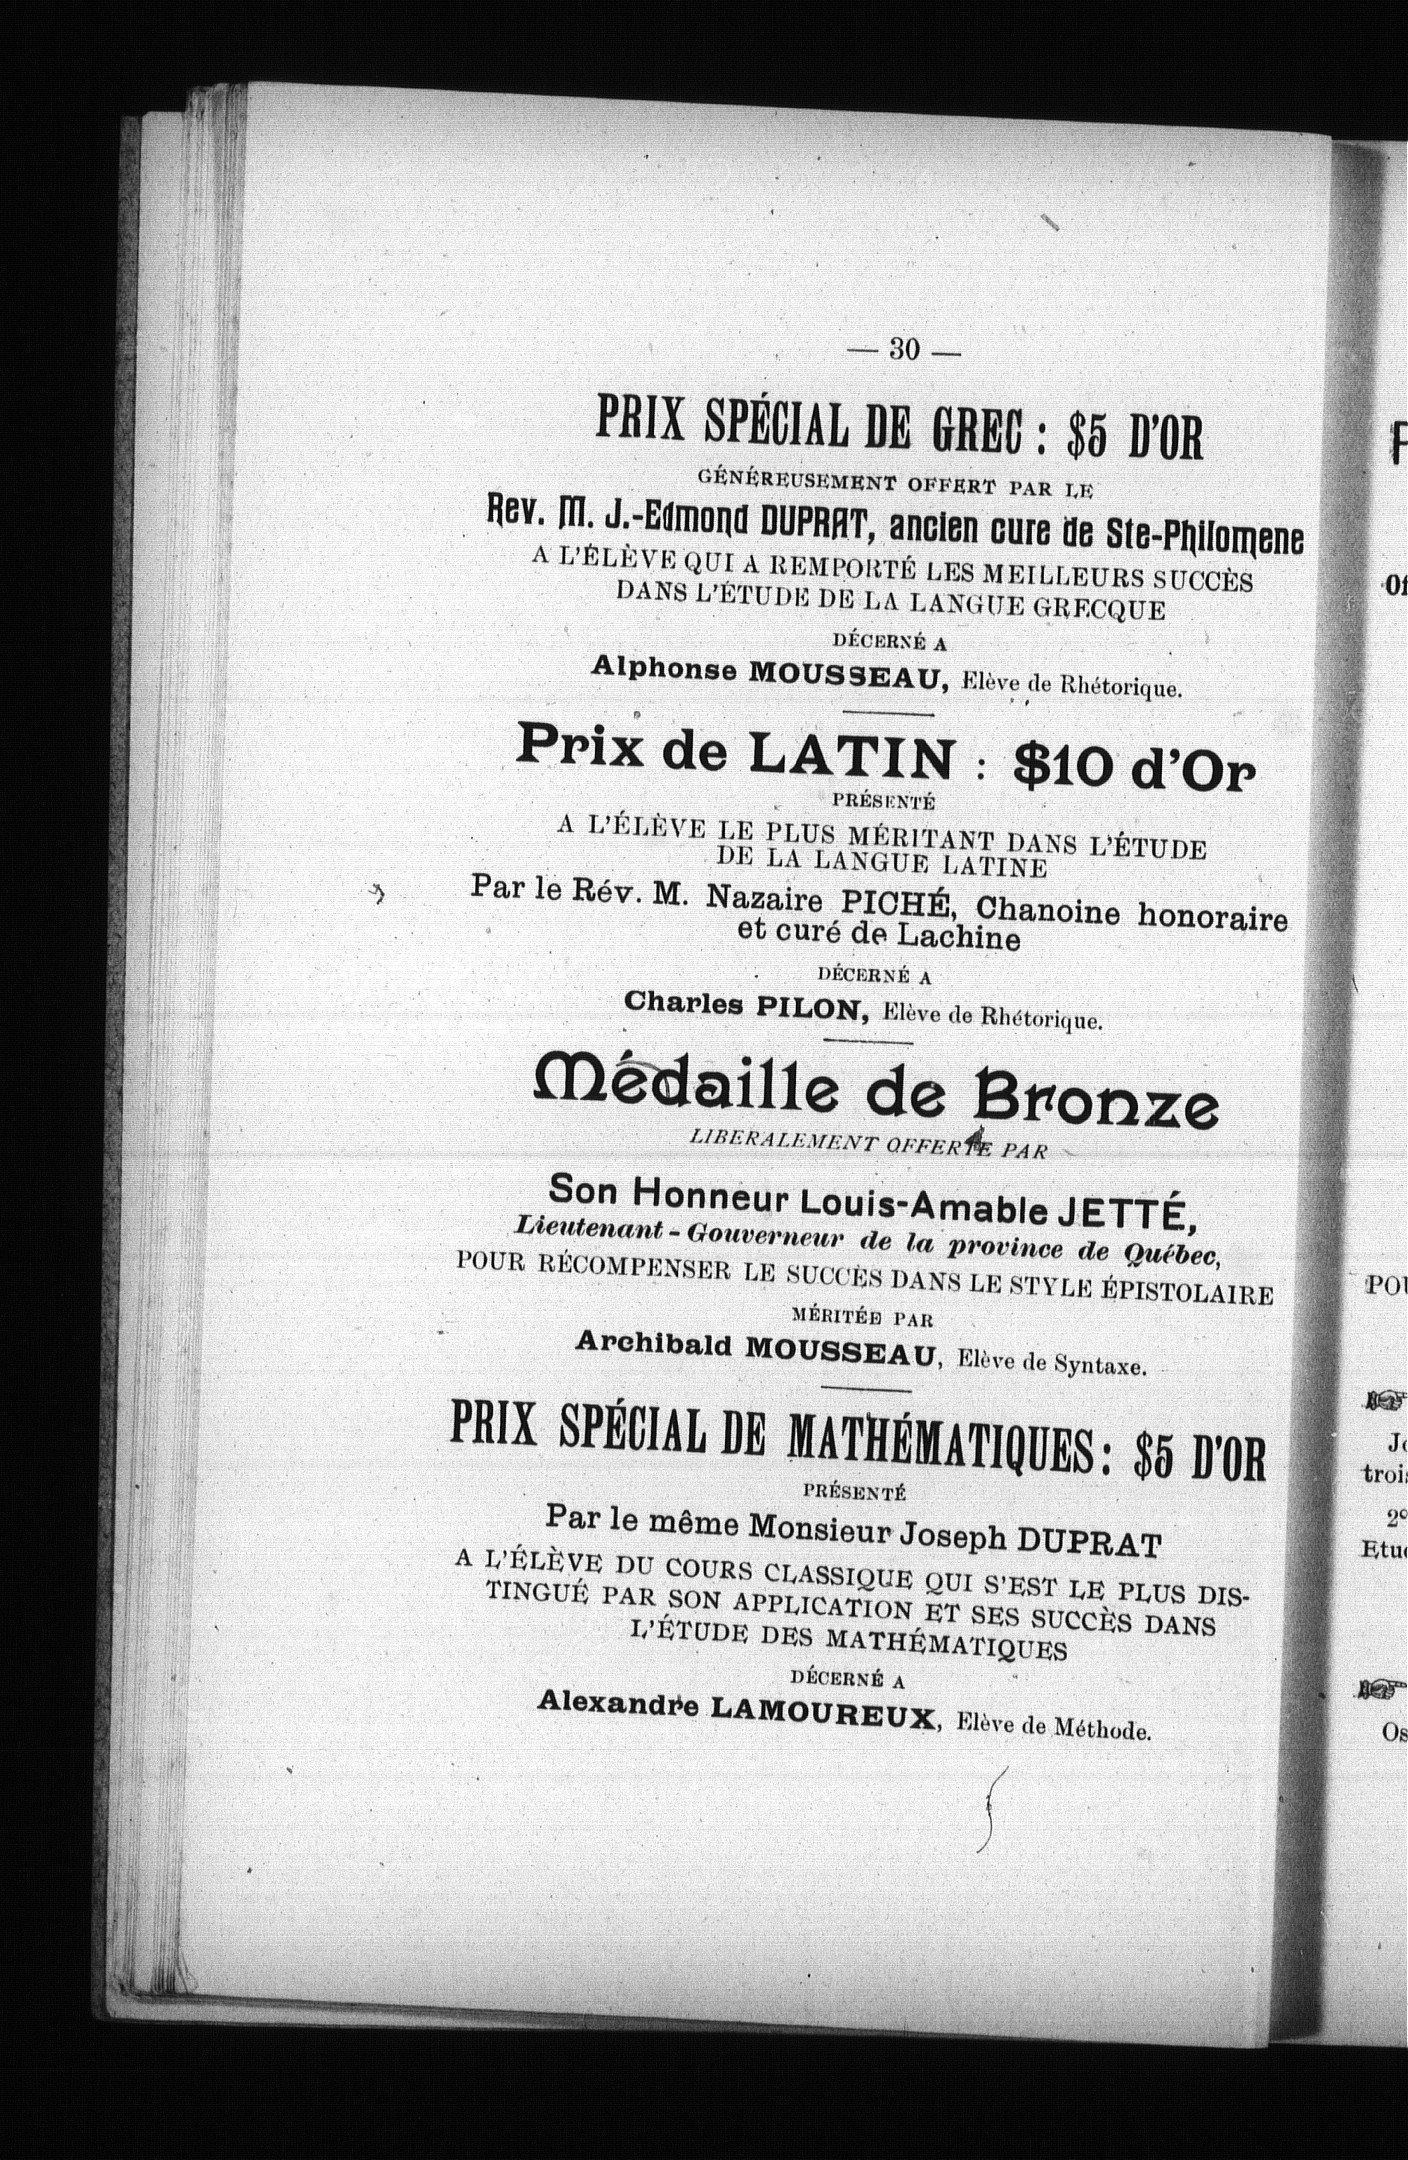 — 30 —
PRIX SPÉCIAL DE GREC : $5 D'OR
GÉNÉREUSEMENT OFFERT PAR LE
Rev. M. J.-Edmond DUPRAT, ancien cure de Ste-Philomene
A L'ÉLÈVE QUI A REMPORTÉ LES MEILLEURS SUCCÈS
DANS L'ÉTUDE DE LA LANGUE GRECQUE
DÉCERNÉ A
Alphonse MOUSSEAU, Elève de Rhétorique.
Prix de LATIN : $10 d'Or
PRÉSENTÉ
A L'ÉLÈVE LE PLUS MÉRITANT DANS L'ÉTUDE
DE LA LANGUE LATINE
Par le Rév. M. Nazaire PICHÉ, Chanoine honoraire
et curé de Lachine
DÉCERNÉ A
Charles PILON, Elève de Rhétorique.
Médaille de Bronze
LIBERALEMENT OFFERTE PAR
Son Honneur Louis-Amable JETTÉ,
Lieutenant-Gouverneur de la province de Québec,
POUR RÉCOMPENSER LE SUCCÈS DANS LE STYLE ÉPISTOLAIRE
MÉRITÉE PAR
Archibald MOUSSEAU, Elève de Syntaxe.
PRIX SPÉCIAL DE MATHÉMATIQUES : $5 D'OR
PRÉSENTÉ
Par le même Monsieur Joseph DUPRAT
A L'ÉLÈVE DU COURS CLASSIQUE QUI S'EST LE PLUS DIS-
TINGUÉ PAR SON APPLICATION ET SES SUCCÈS DANS
L'ÉTUDE DES MATHÉMATIQUES
DÉCERNÉ A
Alexandre LAMOUREUX, Elève de Méthode.